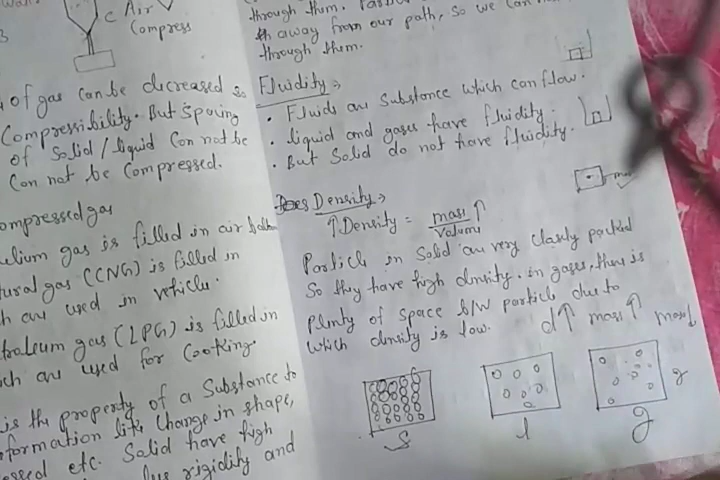 C Air
Compress
of gas can be decreased so
Compressibility. But Spacing
of Solid / liquid Can not be
Can not be Compressed.
ompressed gas
lium gas is filled in air
tural gas (CNG) is filled in
h are used in vehicle.
troleum gas (LPG) is filled in
ch are used for Cooking.
is the property of a Substance to
formation like Change in shape,
essed etc. Solid have high
rigidity and
through them.
away from our path, so we Can
through them.
Fluidity →
• Fluids are Substance which can flow.
• liquid and gases have fluidity.
• But Solid do not have fluidity.
Density →
↑ Density = mass ↑
volume
Particle in Solid are very Closly packed
So they have high density. in gases, there is
Plenty of Space b/w particle due to
which density is low.
d↑ mass↑
S
l
g